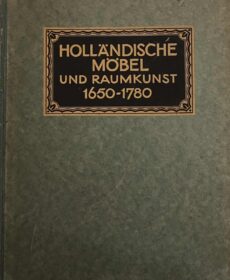 HOLLÄNDISCHE
MÖBEL
UND RAUMKUNST
1650-1780